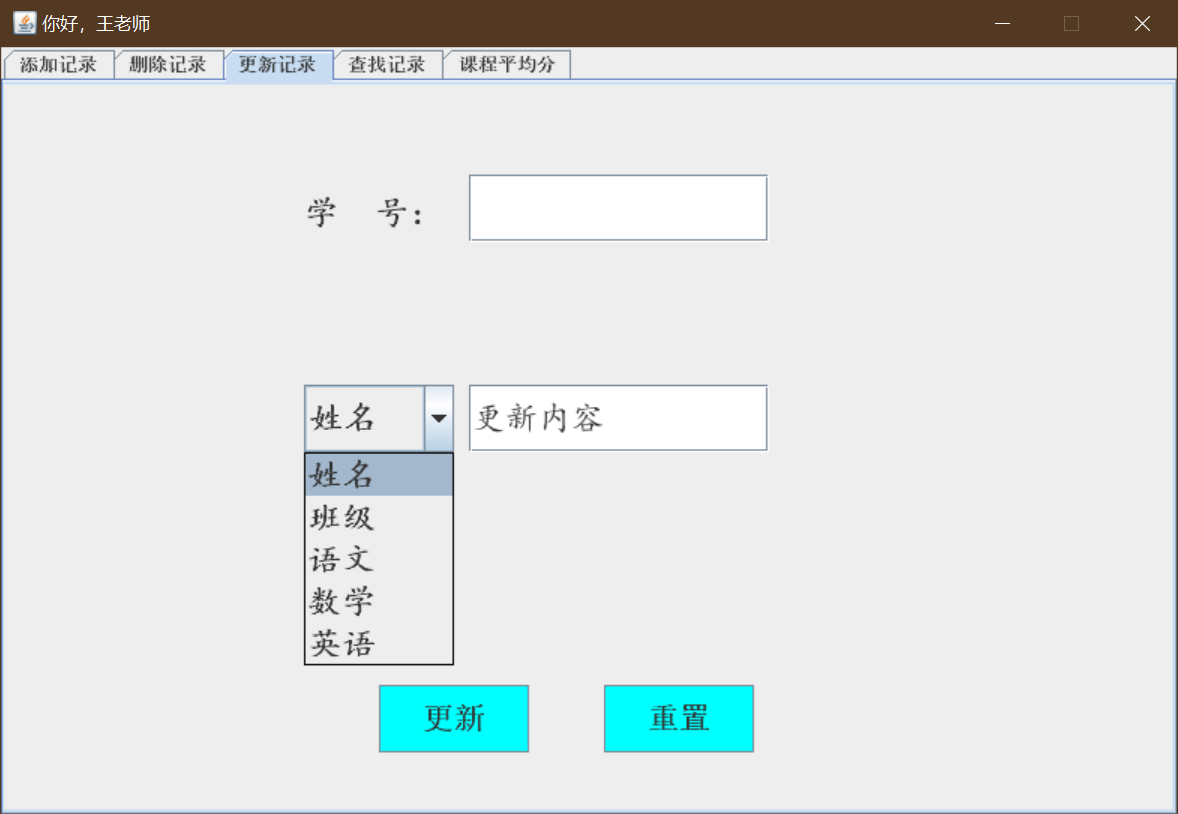 你好，王老师
添加记录 删除记录 更新记录 查找记录 课程平均分
学 号：
姓名 更新内容
姓名
班级
语文
数学
英语
更新 重置